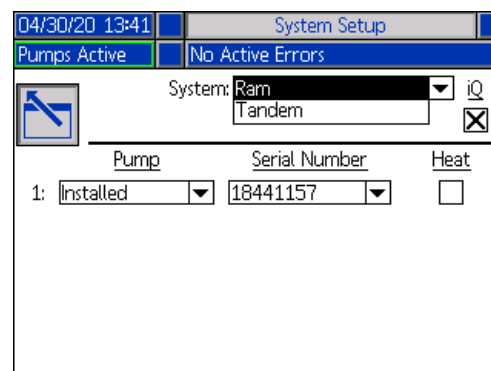 04/30/20 13:41 System Setup
Pumps Active No Active Errors
System: Ram iQ
Tandem
Pump Serial Number Heat
1: Installed 18441157